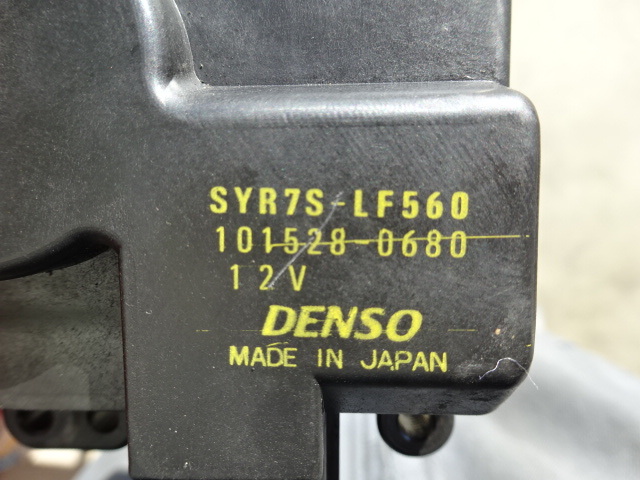 SYR7S-LF560
101528-0680
12V
DENSO
MADE IN JAPAN